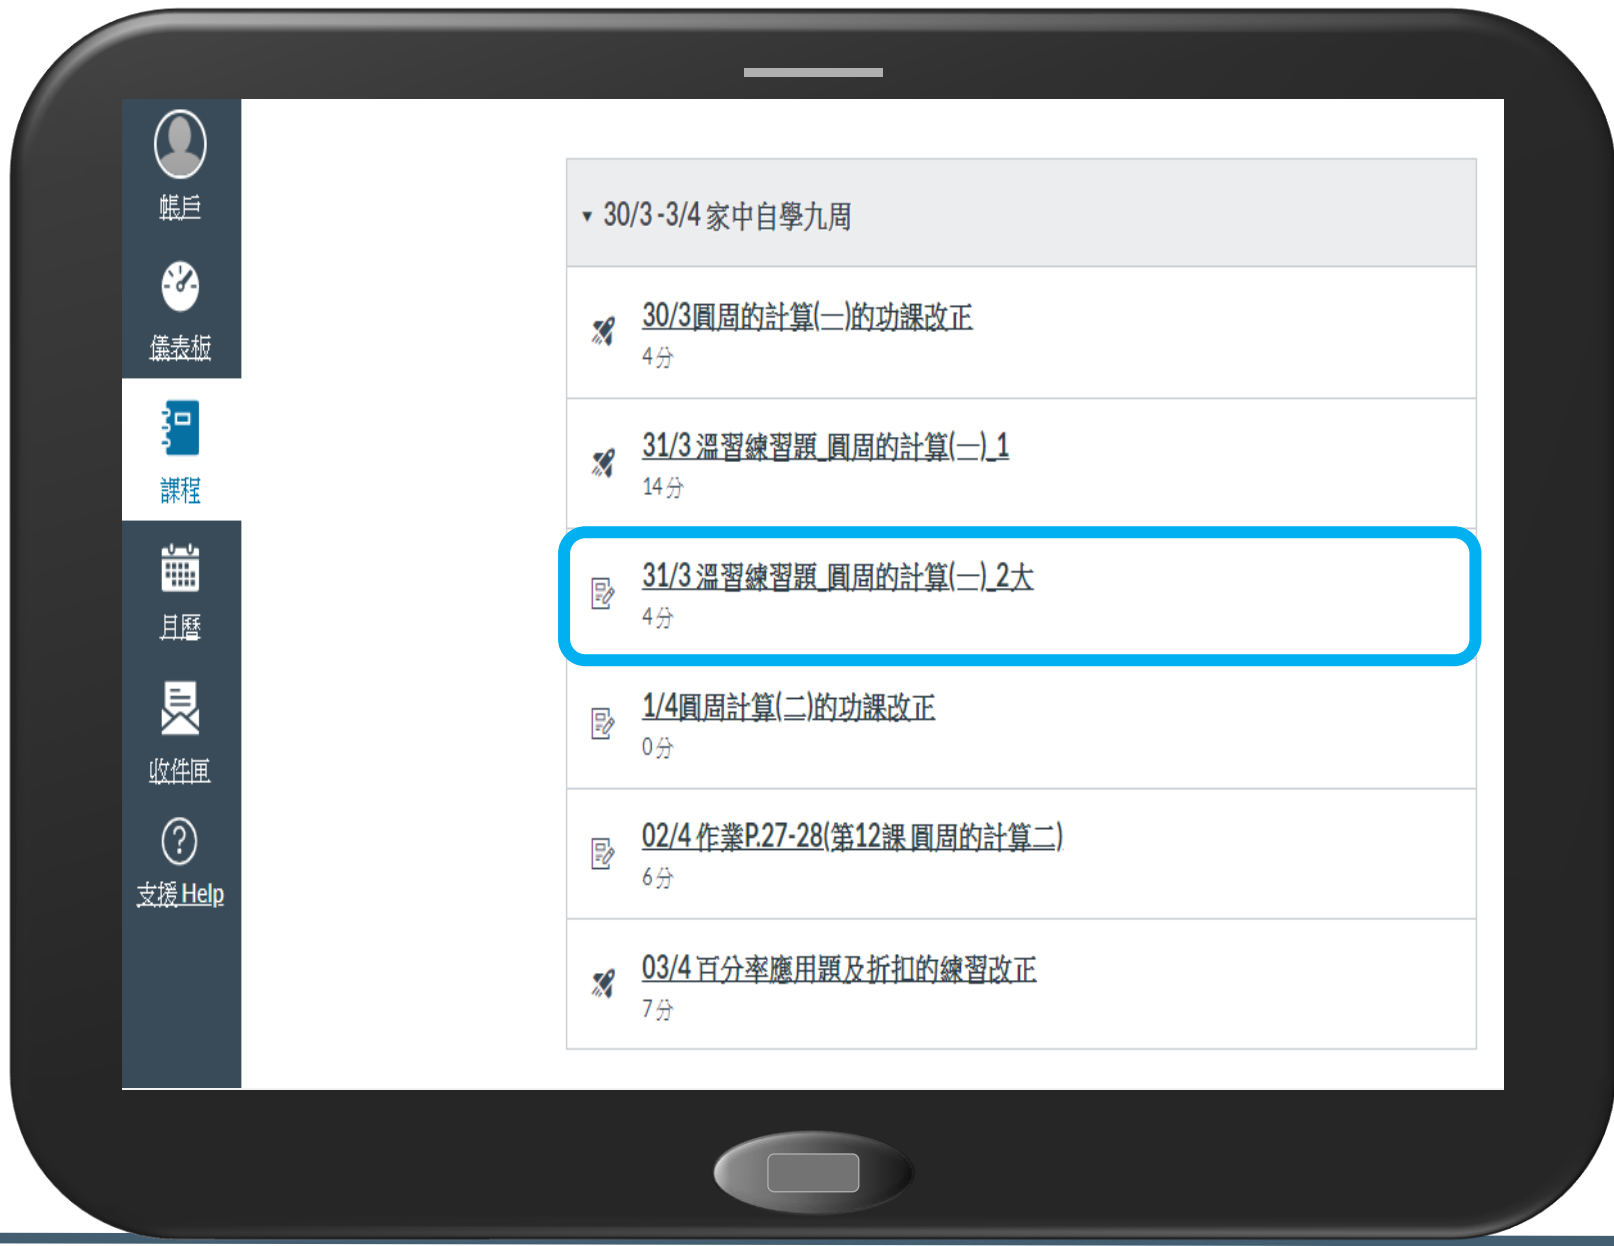 帳戶
儀表板
課程
月曆
收件匣
支援 Help
30/3 -3/4 家中自學九周
30/3圓周的計算(一)的功課改正
4 分
31/3 溫習練習題_圓周的計算(一)_1
14 分
31/3 溫習練習題_圓周的計算(一)_2大
4 分
1/4圓周計算(二)的功課改正
0 分
02/4 作業P.27-28(第12課 圓周的計算二)
6 分
03/4 百分率應用題及折扣的練習改正
7 分